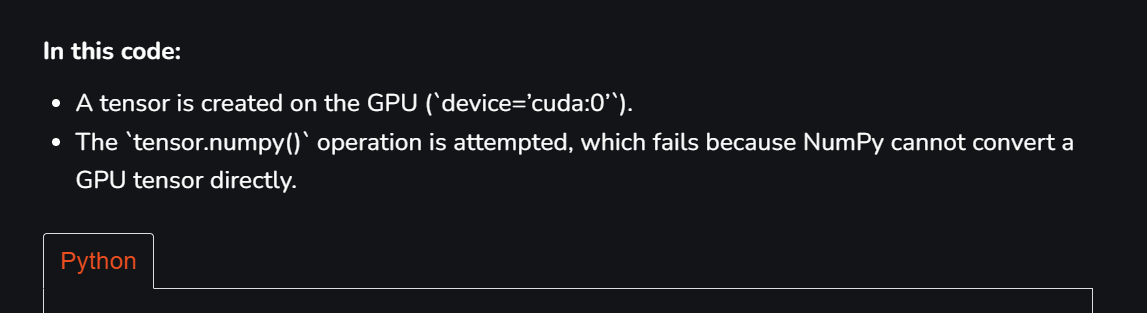 In this code:
• A tensor is created on the GPU (`device=’cuda:0’`).
• The `tensor.numpy()` operation is attempted, which fails because NumPy cannot convert a
GPU tensor directly.
Python